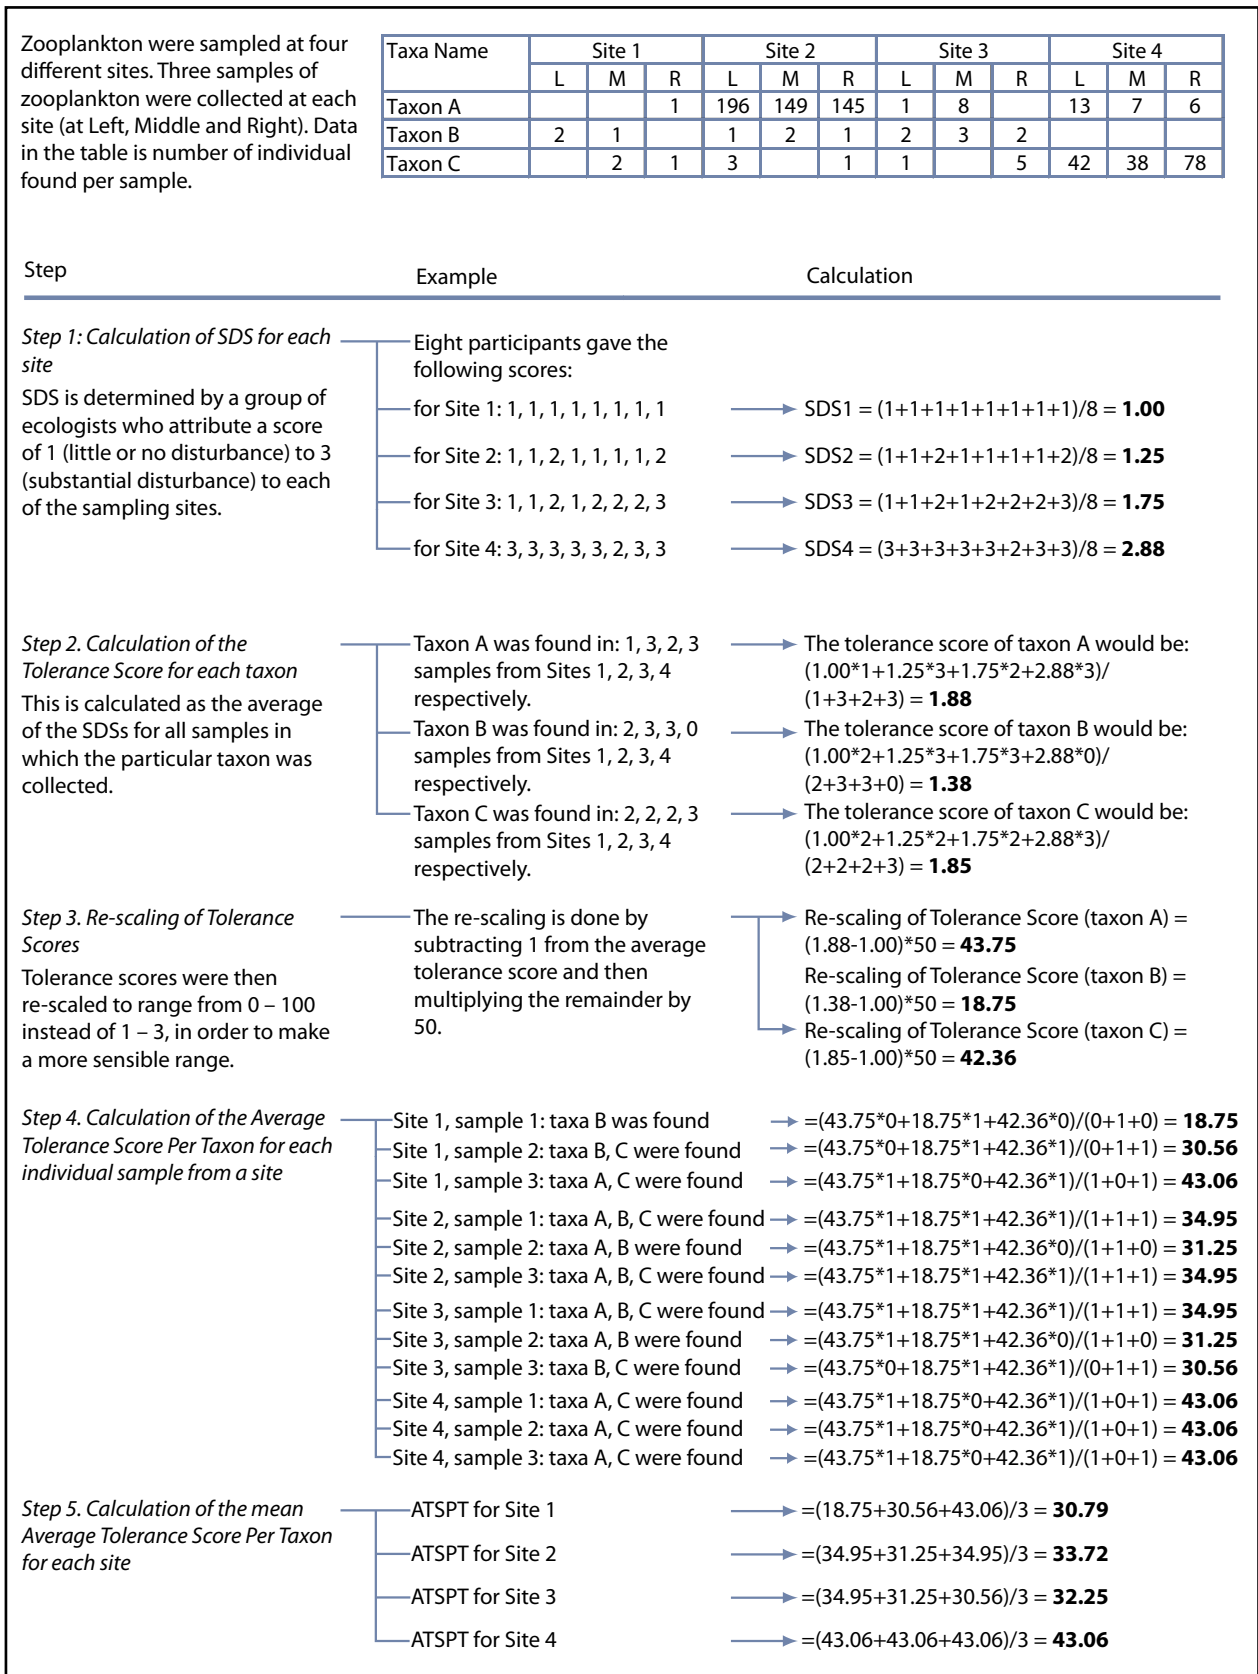 Zooplankton were sampled at four
different sites. Three samples of
zooplankton were collected at each
site (at Left, Middle and Right). Data
in the table is number of individual
found per sample.
Taxa Name Site 1 Site 2 Site 3 Site 4
L M R L M R L M R L M R
Taxon A 1 196 149 145 1 8 13 7 6
Taxon B 2 1 1 2 1 2 3 2
Taxon C 2 1 3 1 1 5 42 38 78
Step Example Calculation
Step 1: Calculation of SDS for each
site
SDS is determined by a group of
ecologists who attribute a score
of 1 (little or no disturbance) to 3
(substantial disturbance) to each
of the sampling sites.
Eight participants gave the
following scores:
for Site 1: 1, 1, 1, 1, 1, 1, 1, 1 SDS1 = (1+1+1+1+1+1+1+1)/8 = 1.00
for Site 2: 1, 1, 2, 1, 1, 1, 1, 2 SDS2 = (1+1+2+1+1+1+1+2)/8 = 1.25
for Site 3: 1, 1, 2, 1, 2, 2, 2, 3 SDS3 = (1+1+2+1+2+2+2+3)/8 = 1.75
for Site 4: 3, 3, 3, 3, 3, 2, 3, 3 SDS4 = (3+3+3+3+3+2+3+3)/8 = 2.88
Step 2. Calculation of the
Tolerance Score for each taxon
This is calculated as the average
of the SDSs for all samples in
which the particular taxon was
collected.
Taxon A was found in: 1, 3, 2, 3
samples from Sites 1, 2, 3, 4
respectively.
The tolerance score of taxon A would be:
(1.00*1+1.25*3+1.75*2+2.88*3)/
(1+3+2+3) = 1.88
Taxon B was found in: 2, 3, 3, 0
samples from Sites 1, 2, 3, 4
respectively.
The tolerance score of taxon B would be:
(1.00*2+1.25*3+1.75*3+2.88*0)/
(2+3+3+0) = 1.38
Taxon C was found in: 2, 2, 2, 3
samples from Sites 1, 2, 3, 4
respectively.
The tolerance score of taxon C would be:
(1.00*2+1.25*2+1.75*2+2.88*3)/
(2+2+2+3) = 1.85
Step 3. Re-scaling of Tolerance
Scores
Tolerance scores were then
re-scaled to range from 0 – 100
instead of 1 – 3, in order to make
a more sensible range.
The re-scaling is done by
subtracting 1 from the average
tolerance score and then
multiplying the remainder by
50.
Re-scaling of Tolerance Score (taxon A) =
(1.88-1.00)*50 = 43.75
Re-scaling of Tolerance Score (taxon B) =
(1.38-1.00)*50 = 18.75
Re-scaling of Tolerance Score (taxon C) =
(1.85-1.00)*50 = 42.36
Step 4. Calculation of the Average
Tolerance Score Per Taxon for each
individual sample from a site
Site 1, sample 1: taxa B was found =(43.75*0+18.75*1+42.36*0)/(0+1+0) = 18.75
Site 1, sample 2: taxa B, C were found =(43.75*0+18.75*1+42.36*1)/(0+1+1) = 30.56
Site 1, sample 3: taxa A, C were found =(43.75*1+18.75*0+42.36*1)/(1+0+1) = 43.06
Site 2, sample 1: taxa A, B, C were found =(43.75*1+18.75*1+42.36*1)/(1+1+1) = 34.95
Site 2, sample 2: taxa A, B were found =(43.75*1+18.75*1+42.36*0)/(1+1+0) = 31.25
Site 2, sample 3: taxa A, B, C were found =(43.75*1+18.75*1+42.36*1)/(1+1+1) = 34.95
Site 3, sample 1: taxa A, B, C were found =(43.75*1+18.75*1+42.36*1)/(1+1+1) = 34.95
Site 3, sample 2: taxa A, B were found =(43.75*1+18.75*1+42.36*0)/(1+1+0) = 31.25
Site 3, sample 3: taxa B, C were found =(43.75*0+18.75*1+42.36*1)/(0+1+1) = 30.56
Site 4, sample 1: taxa A, C were found =(43.75*1+18.75*0+42.36*1)/(1+0+1) = 43.06
Site 4, sample 2: taxa A, C were found =(43.75*1+18.75*0+42.36*1)/(1+0+1) = 43.06
Site 4, sample 3: taxa A, C were found =(43.75*1+18.75*0+42.36*1)/(1+0+1) = 43.06
Step 5. Calculation of the mean
Average Tolerance Score Per Taxon
for each site
ATSPT for Site 1 =(18.75+30.56+43.06)/3 = 30.79
ATSPT for Site 2 =(34.95+31.25+34.95)/3 = 33.72
ATSPT for Site 3 =(34.95+31.25+30.56)/3 = 32.25
ATSPT for Site 4 =(43.06+43.06+43.06)/3 = 43.06